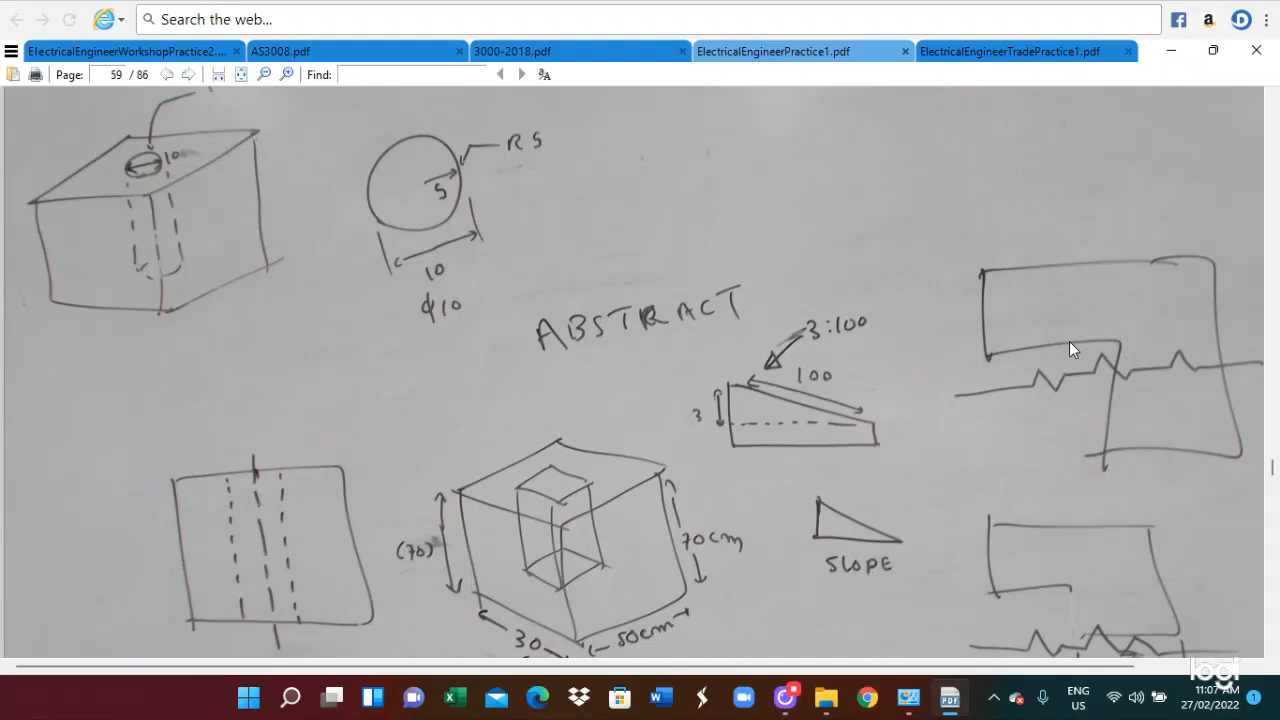 Search the web...
ElectricalEngineerWorkshopPractice2....
AS3008.pdf
3000-2018.pdf
ElectricalEngineerPractice1.pdf
ElectricalEngineerTradePractice1.pdf
Page: 59 / 86
Find:
10
R 5
5
10
ϕ10
ABSTRACT
3:100
100
3
(70)
70cm
30
50cm
SLOPE
ENG
US
11:07 AM
27/02/2022
1